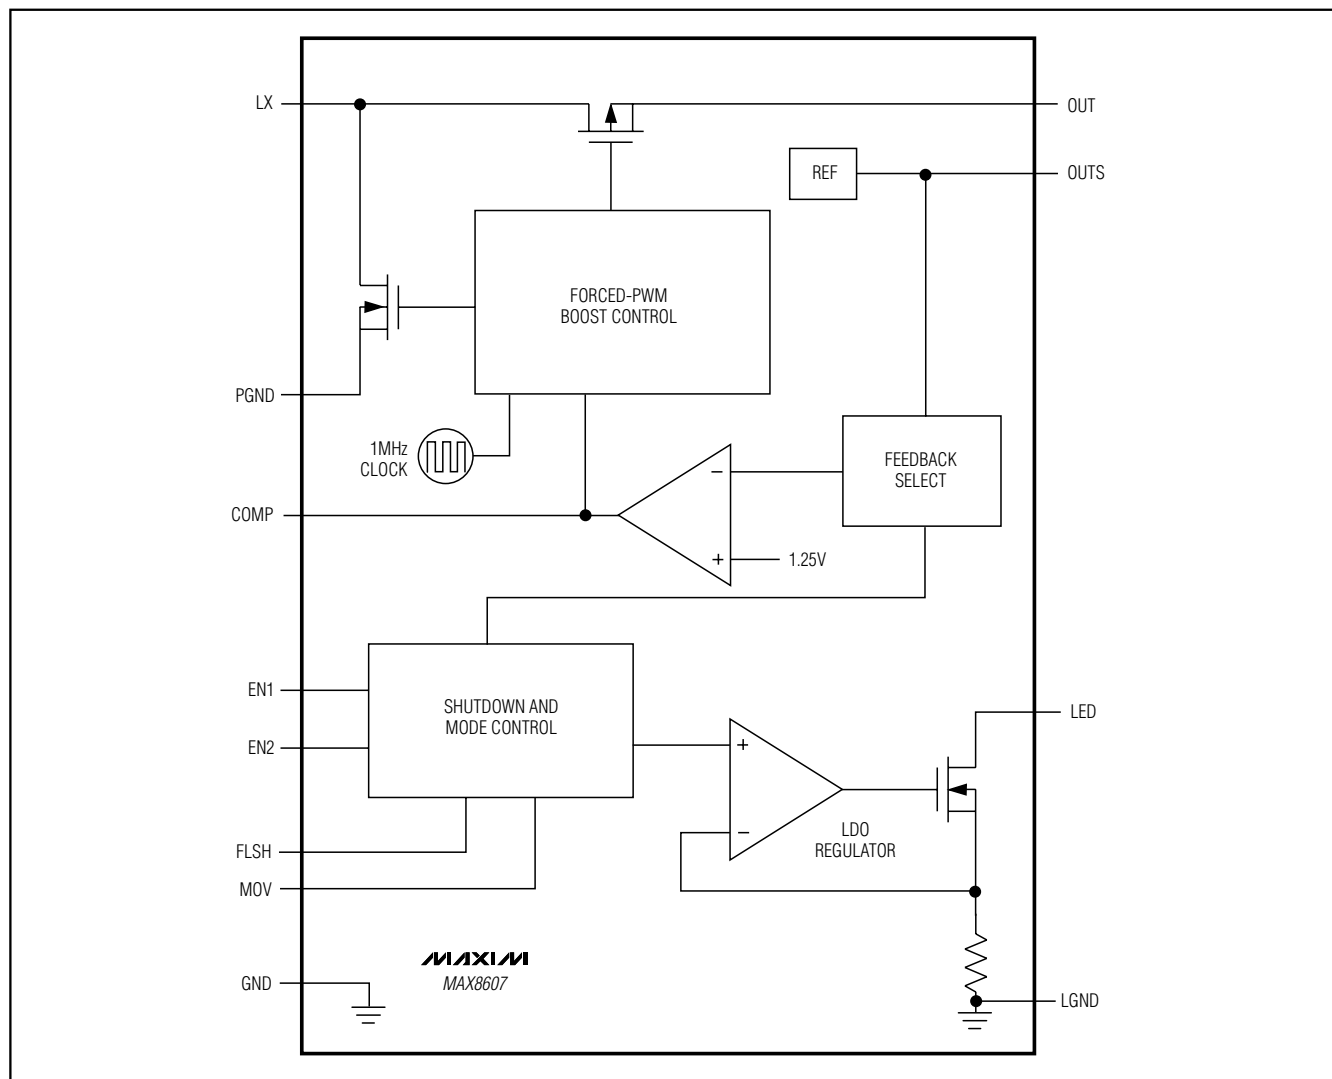 LX
OUT
REF
OUTS
FORCED-PWM
BOOST CONTROL
PGND
1MHz
CLOCK
FEEDBACK
SELECT
−
COMP
+
1.25V
EN1
SHUTDOWN AND
MODE CONTROL
LED
EN2
+
−
LDO
REGULATOR
FLSH
MOV
MAXIM
MAX8607
GND
LGND